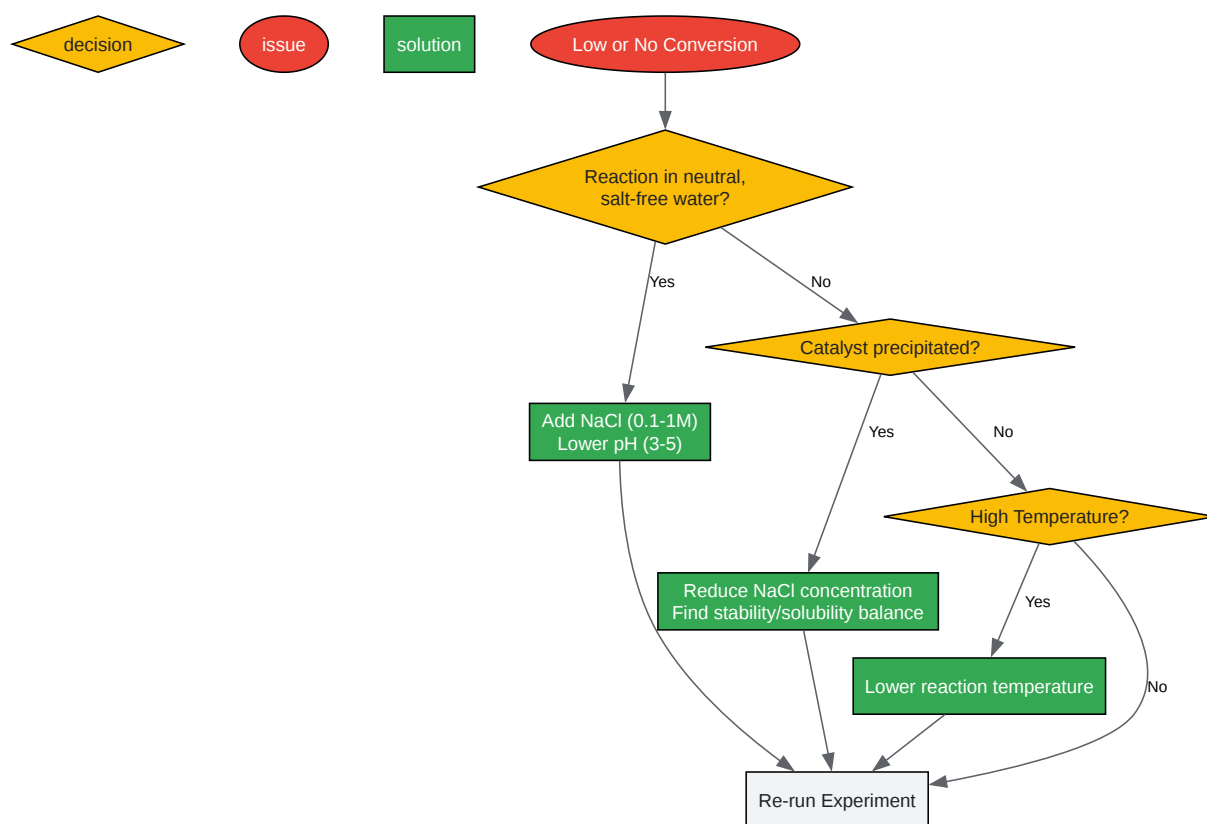 decision
issue
solution
Low or No Conversion
Reaction in neutral,
salt-free water?
Yes
No
Catalyst precipitated?
Add NaCl (0.1-1M)
Lower pH (3-5)
Yes
No
High Temperature?
Reduce NaCl concentration
Find stability/solubility balance
Yes
Lower reaction temperature
No
Re-run Experiment